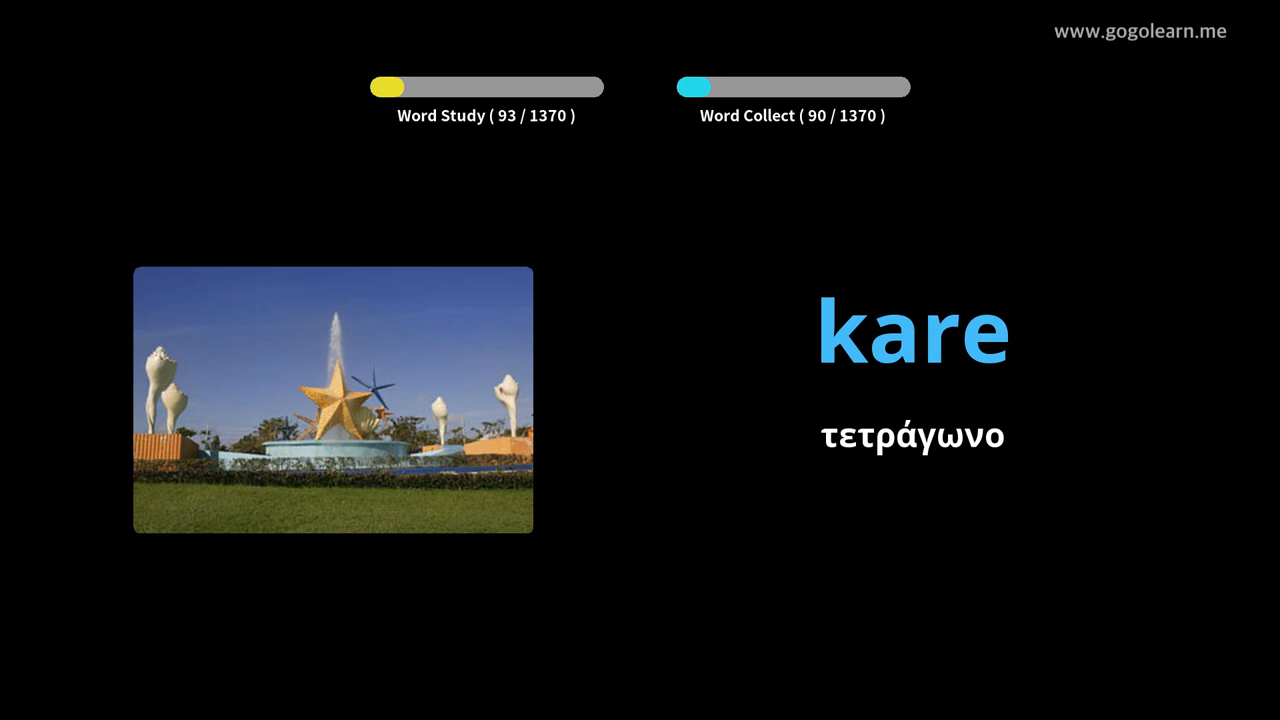 www.gogolearn.me
Word Study ( 93 / 1370 )
Word Collect ( 90 / 1370 )
kare
τετράγωνο